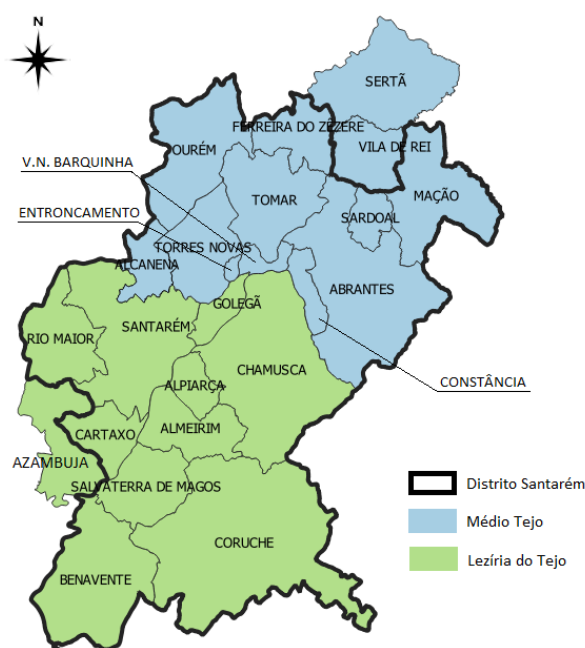 N
SERTÃ
FERREIRA DO ZÊZERE
OURÉM
VILA DE REI
V.N. BARQUINHA
MAÇÃO
TOMAR
ENTRONCAMENTO
SARDOAL
TORRES NOVAS
ALCANENA
ABRANTES
GOLEGÃ
SANTARÉM
RIO MAIOR
CHAMUSCA
CONSTÂNCIA
ALPIARÇA
ALMEIRIM
CARTAXO
AZAMBUJA
SALVATERRA DE MAGOS
Distrito Santarém
Médio Tejo
CORUCHE
Lezíria do Tejo
BENAVENTE